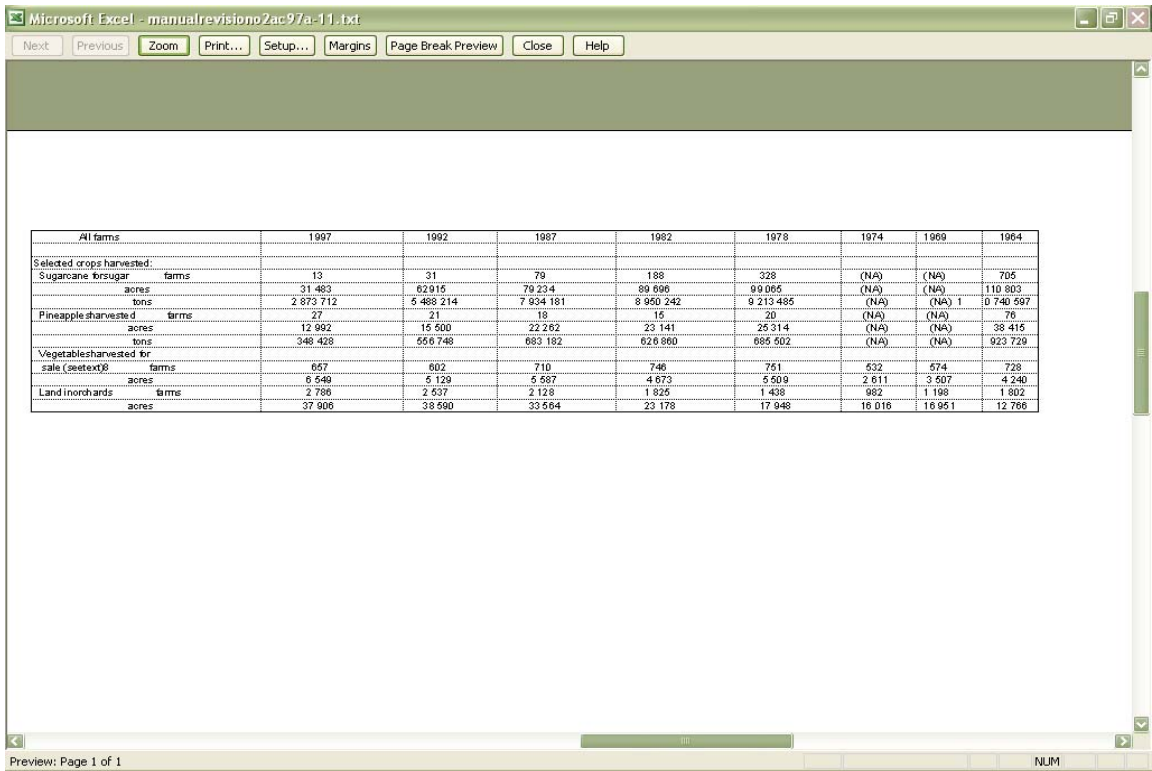 Microsoft Excel - manualrevisiono2ac97a-11.txt
Next Previous Zoom Print... Setup... Margins Page Break Preview Close Help
All farms 1997 1992 1987 1982 1978 1974 1969 1964
Selected crops harvested:
Sugarcane forsugar farms 13 31 79 188 328 (NA) (NA) 705
acres 31 483 62915 79 234 89 696 99 065 (NA) (NA) 110 803
tons 2 873 712 5 488 214 7 934 181 8 950 242 9 213 485 (NA) (NA) 1 0 740 597
Pineapplesharvested farms 27 21 18 15 20 (NA) (NA) 76
acres 12 992 15 500 22 262 23 141 25 314 (NA) (NA) 38 415
tons 348 428 556 748 683 182 626 860 685 502 (NA) (NA) 923 729
Vegetablesharvested for
sale (seetext)8 farms 657 602 710 746 751 532 574 728
acres 6 549 5 129 5 587 4 673 5 509 2 611 3 507 4 240
Land inorchards farms 2 786 2 537 2 128 1 825 1 438 982 1 198 1 802
acres 37 906 38 590 33 564 23 178 17 948 16 016 16 951 12 766
Preview: Page 1 of 1 NUM